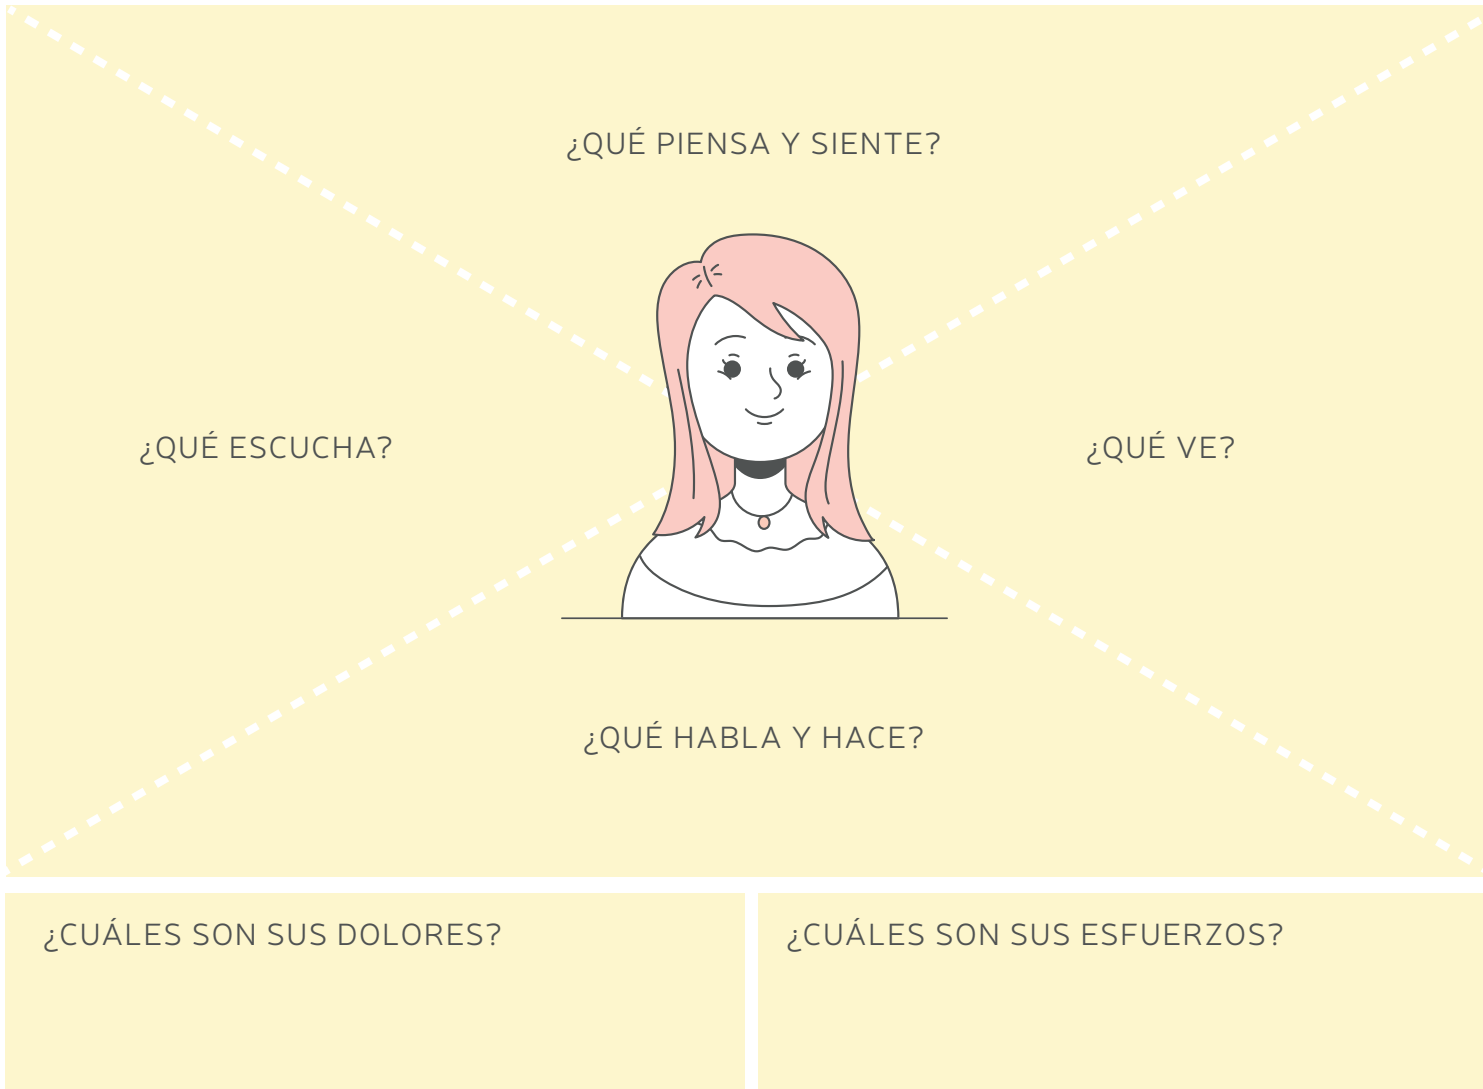 ¿QUÉ PIENSA Y SIENTE?
¿QUÉ ESCUCHA?
¿QUÉ VE?
¿QUÉ HABLA Y HACE?
¿CUÁLES SON SUS DOLORES?
¿CUÁLES SON SUS ESFUERZOS?